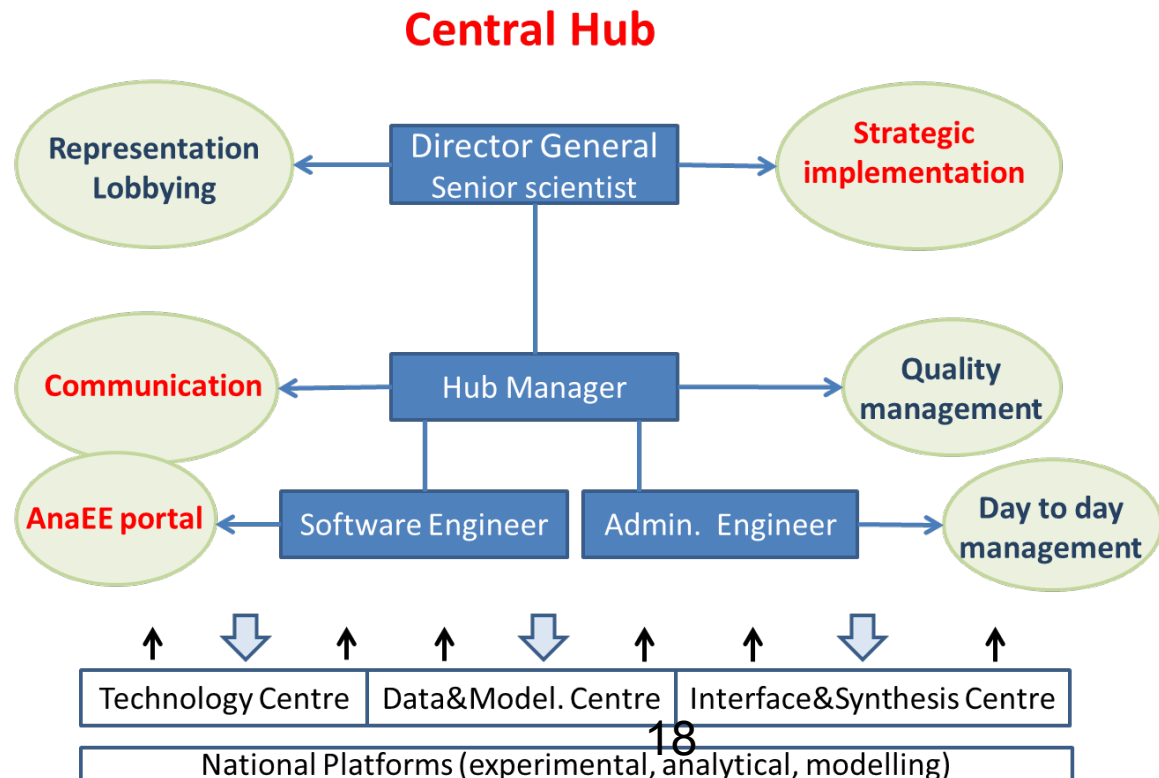 Central Hub
Representation
Lobbying
Director General
Senior scientist
Strategic
implementation
Communication
Hub Manager
Quality
management
AnaEE portal
Software Engineer
Admin. Engineer
Day to day
management
Technology Centre
Data&Model. Centre
Interface&Synthesis Centre
18
National Platforms (experimental, analytical, modelling)